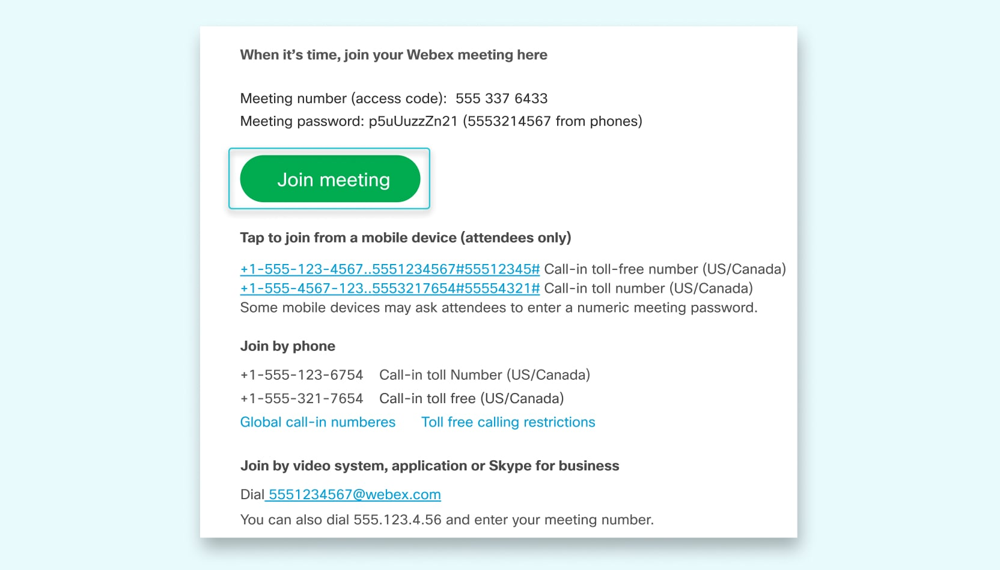 When it’s time, join your Webex meeting here
Meeting number (access code): 555 337 6433
Meeting password: p5uUuzzZn21 (5553214567 from phones)
Join meeting
Tap to join from a mobile device (attendees only)
+1-555-123-4567..5551234567#55512345# Call-in toll-free number (US/Canada)
+1-555-4567-123..5553217654#55554321# Call-in toll number (US/Canada)
Some mobile devices may ask attendees to enter a numeric meeting password.
Join by phone
+1-555-123-6754 Call-in toll Number (US/Canada)
+1-555-321-7654 Call-in toll free (US/Canada)
Global call-in numberes Toll free calling restrictions
Join by video system, application or Skype for business
Dial 5551234567@webex.com
You can also dial 555.123.4.56 and enter your meeting number.